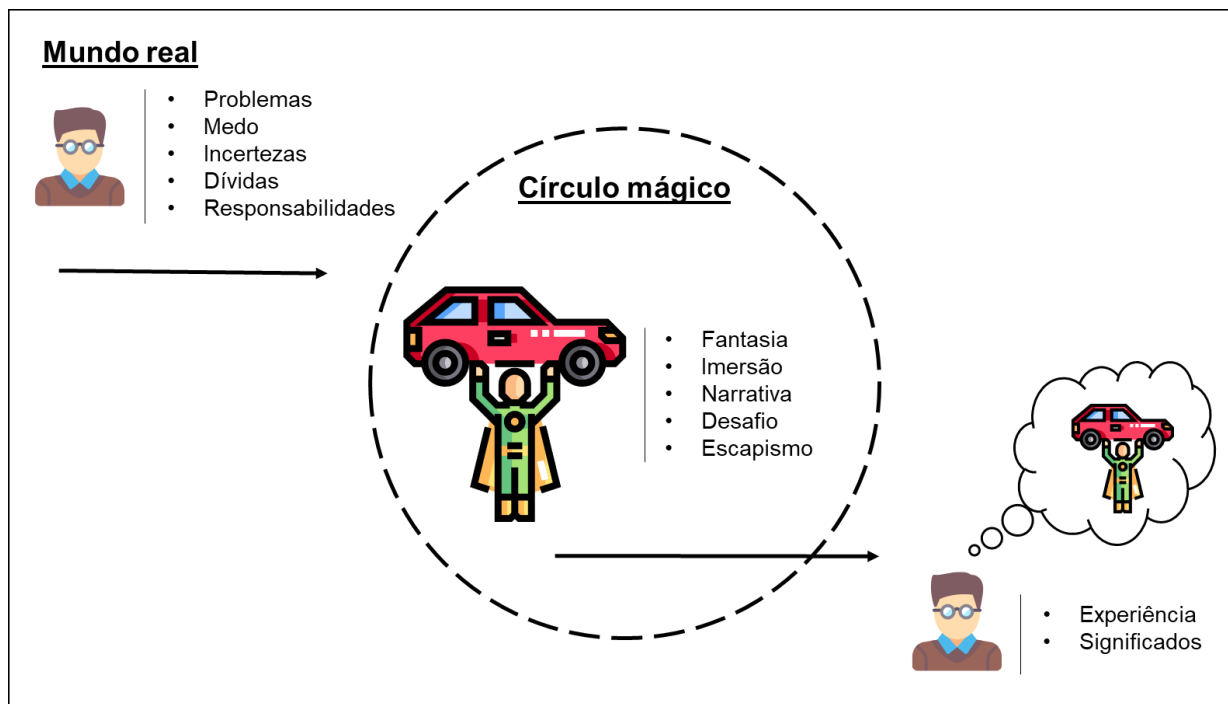 Mundo real
• Problemas
• Medo
• Incertezas
• Dívidas
• Responsabilidades
Círculo mágico
• Fantasia
• Imersão
• Narrativa
• Desafio
• Escapismo
• Experiência
• Significados